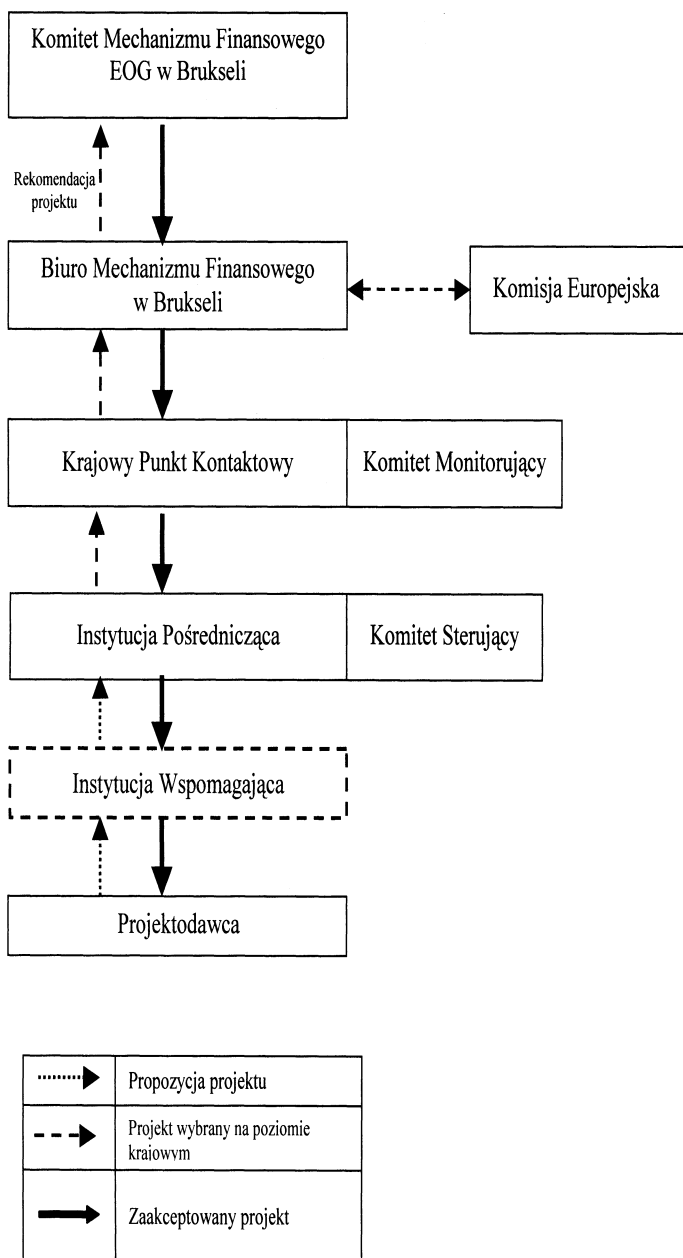 Komitet Mechanizmu Finansowego
EOG w Brukseli
Rekomendacja
projektu
Biuro Mechanizmu Finansowego
w Brukseli
Komisja Europejska
Krajowy Punkt Kontaktowy
Komitet Monitorujący
Instytucja Pośrednicząca
Komitet Sterujący
Instytucja Wspomagająca
Projektodawca
Propozycja projektu
Projekt wybrany na poziomie
krajowym
Zaakceptowany projekt